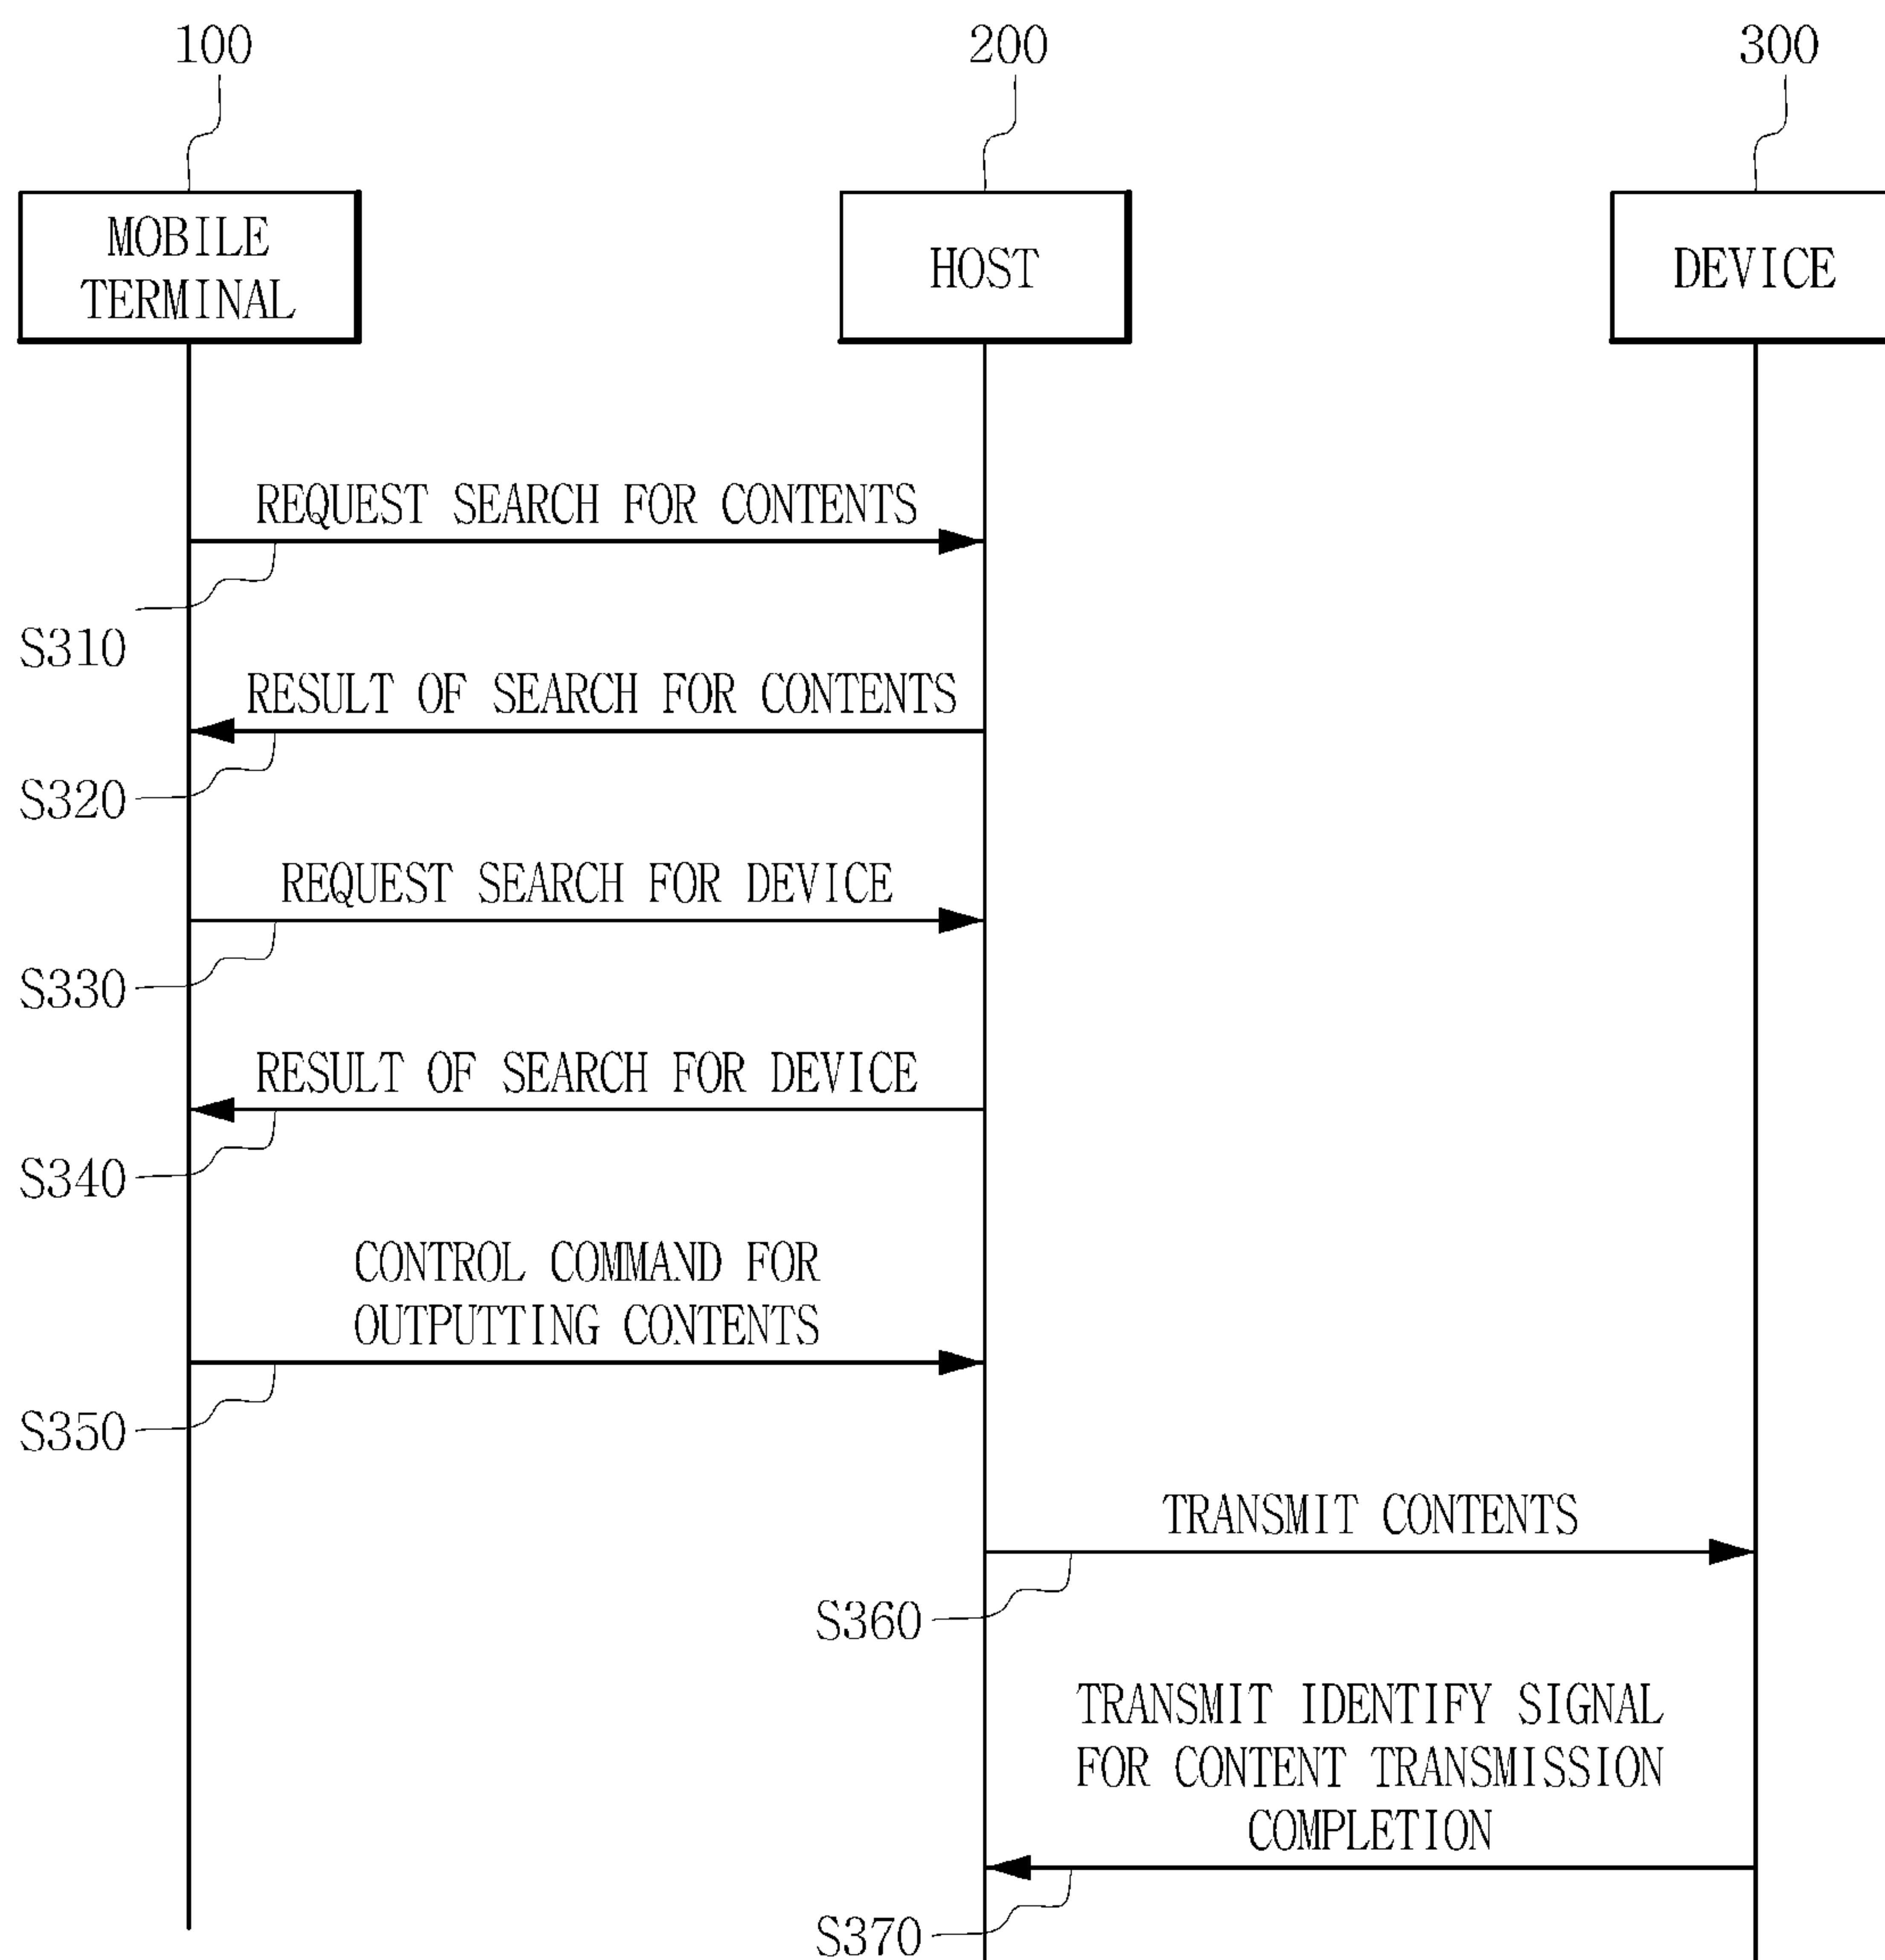 100
200
300
MOBILE
TERMINAL
HOST
DEVICE
REQUEST SEARCH FOR CONTENTS
S310
RESULT OF SEARCH FOR CONTENTS
S320
REQUEST SEARCH FOR DEVICE
S330
RESULT OF SEARCH FOR DEVICE
S340
CONTROL COMMAND FOR
OUTPUTTING CONTENTS
S350
TRANSMIT CONTENTS
S360
TRANSMIT IDENTIFY SIGNAL
FOR CONTENT TRANSMISSION
COMPLETION
S370